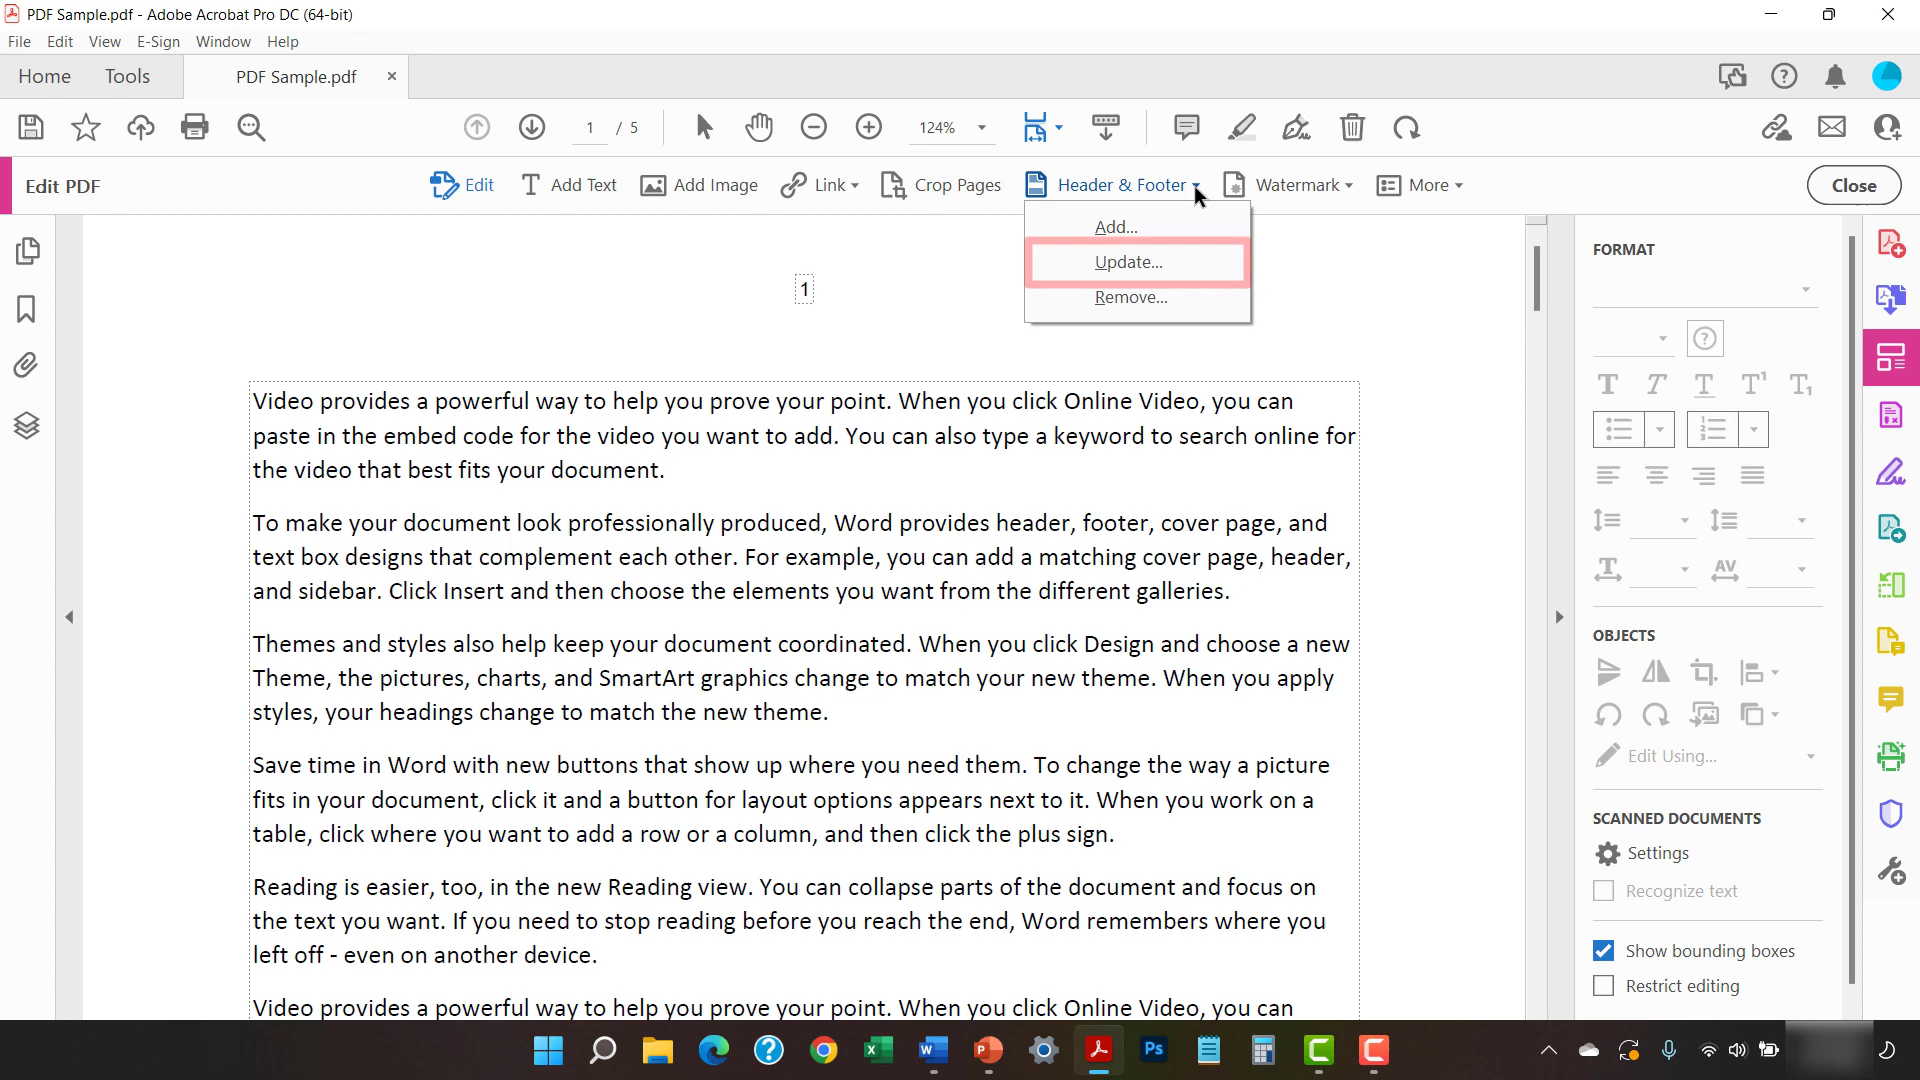 PDF Sample.pdf - Adobe Acrobat Pro DC (64-bit)
File Edit View E-Sign Window Help
Home Tools PDF Sample.pdf
1 / 5 124%
Edit PDF Edit Add Text Add Image Link Crop Pages Header & Footer Watermark More Close
Add...
Update...
Remove...
1
Video provides a powerful way to help you prove your point. When you click Online Video, you can
paste in the embed code for the video you want to add. You can also type a keyword to search online for
the video that best fits your document.
To make your document look professionally produced, Word provides header, footer, cover page, and
text box designs that complement each other. For example, you can add a matching cover page, header,
and sidebar. Click Insert and then choose the elements you want from the different galleries.
Themes and styles also help keep your document coordinated. When you click Design and choose a new
Theme, the pictures, charts, and SmartArt graphics change to match your new theme. When you apply
styles, your headings change to match the new theme.
Save time in Word with new buttons that show up where you need them. To change the way a picture
fits in your document, click it and a button for layout options appears next to it. When you work on a
table, click where you want to add a row or a column, and then click the plus sign.
Reading is easier, too, in the new Reading view. You can collapse parts of the document and focus on
the text you want. If you need to stop reading before you reach the end, Word remembers where you
left off - even on another device.
Video provides a powerful way to help you prove your point. When you click Online Video, you can
FORMAT
OBJECTS
Edit Using...
SCANNED DOCUMENTS
Settings
Recognize text
Show bounding boxes
Restrict editing